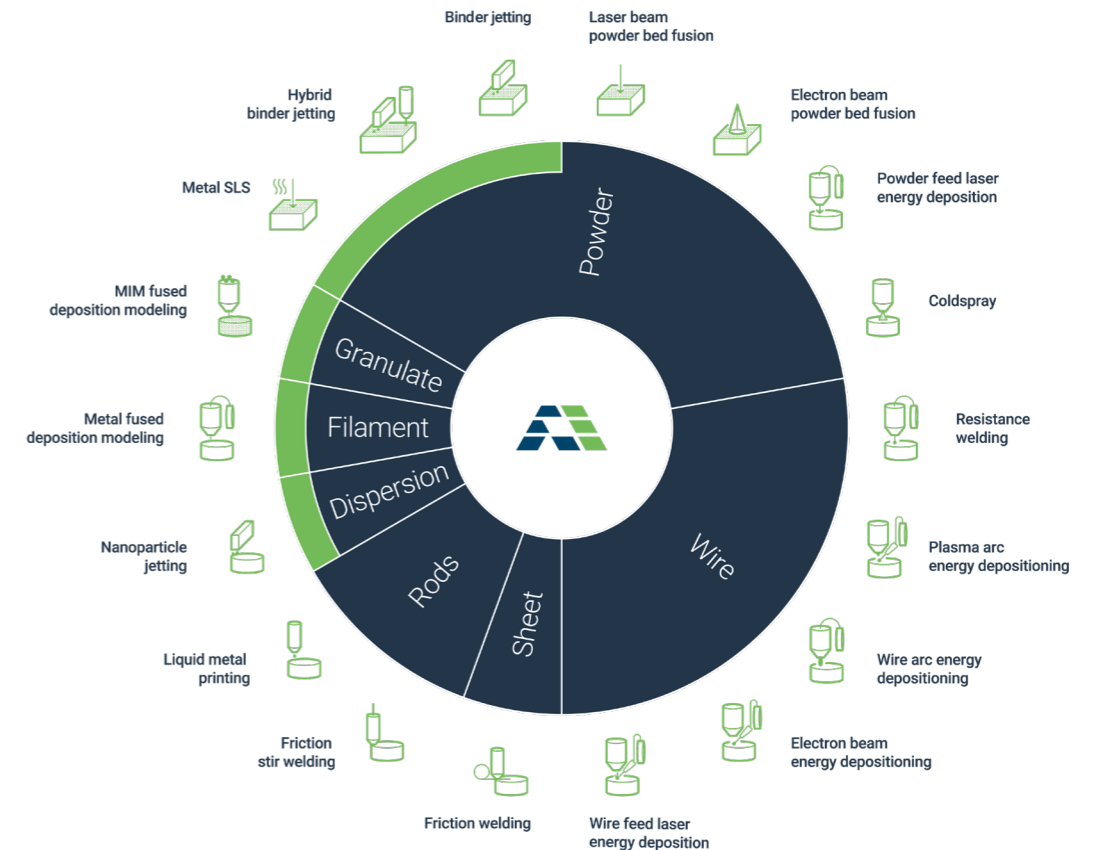 Binder jetting
Laser beam
powder bed fusion
Hybrid
binder jetting
Electron beam
powder bed fusion
Metal SLS
Powder feed laser
energy deposition
MIM fused
deposition modeling
Coldspray
Metal fused
deposition modeling
Resistance
welding
Nanoparticle
jetting
Plasma arc
energy depositioning
Liquid metal
printing
Wire arc energy
depositioning
Friction
stir welding
Electron beam
energy depositioning
Friction welding
Wire feed laser
energy deposition
Powder
Granulate
Filament
Dispersion
Rods
Sheet
Wire